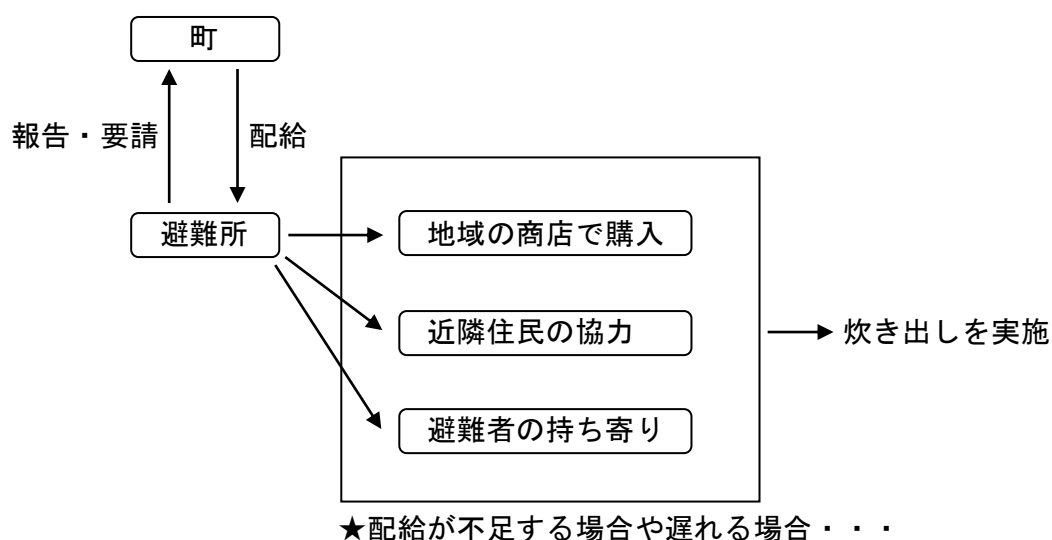 町
報告・要請
配給
避難所
地域の商店で購入
近隣住民の協力
炊き出しを実施
避難者の持ち寄り
★配給が不足する場合や遅れる場合・・・